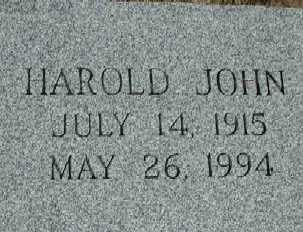 HAROLD JOHN
JULY 14, 1915
MAY 26, 1994